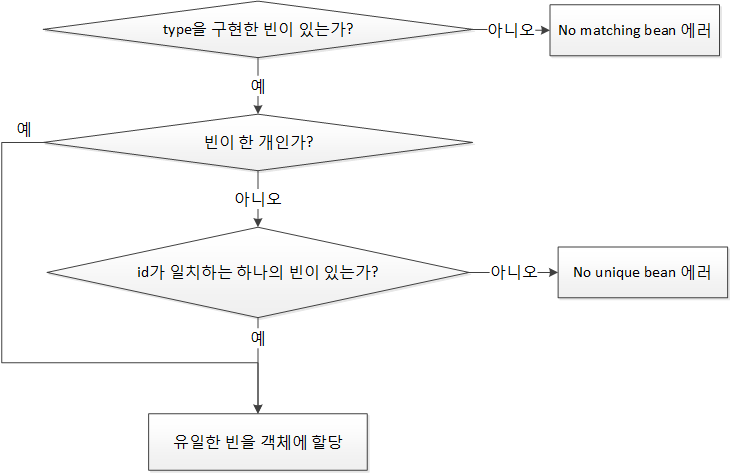 type을 구현한 빈이 있는가?
아니오
No matching bean 에러
예
예
빈이 한 개인가?
아니오
id가 일치하는 하나의 빈이 있는가?
아니오
No unique bean 에러
예
유일한 빈을 객체에 할당